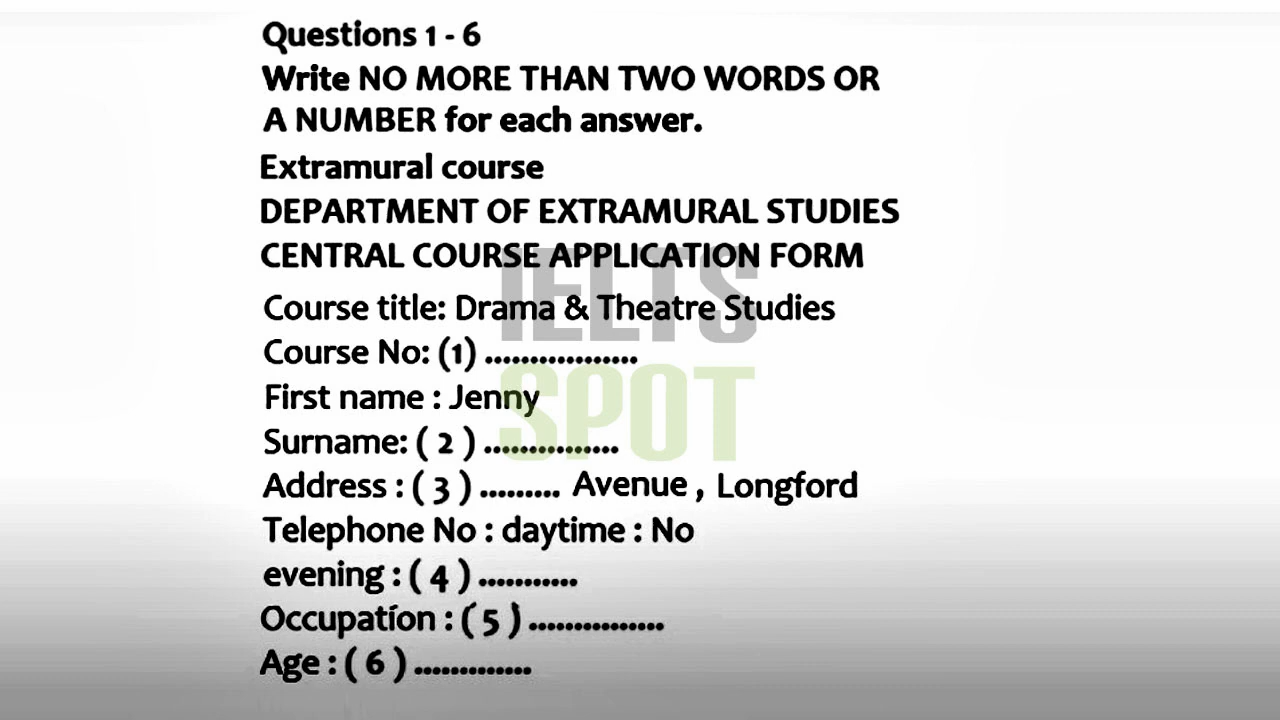 Questions 1 - 6
Write NO MORE THAN TWO WORDS OR
A NUMBER for each answer.
Extramural course
DEPARTMENT OF EXTRAMURAL STUDIES
CENTRAL COURSE APPLICATION FORM
IELTS
Course title: Drama & Theatre Studies
Course No: (1) .................
First name : Jenny
SPOT
Surname: ( 2 ) ...............
Address : ( 3 ) ......... Avenue , Longford
Telephone No : daytime : No
evening : ( 4 ) ...........
Occupation : ( 5 ) ...............
Age : ( 6 ) .............